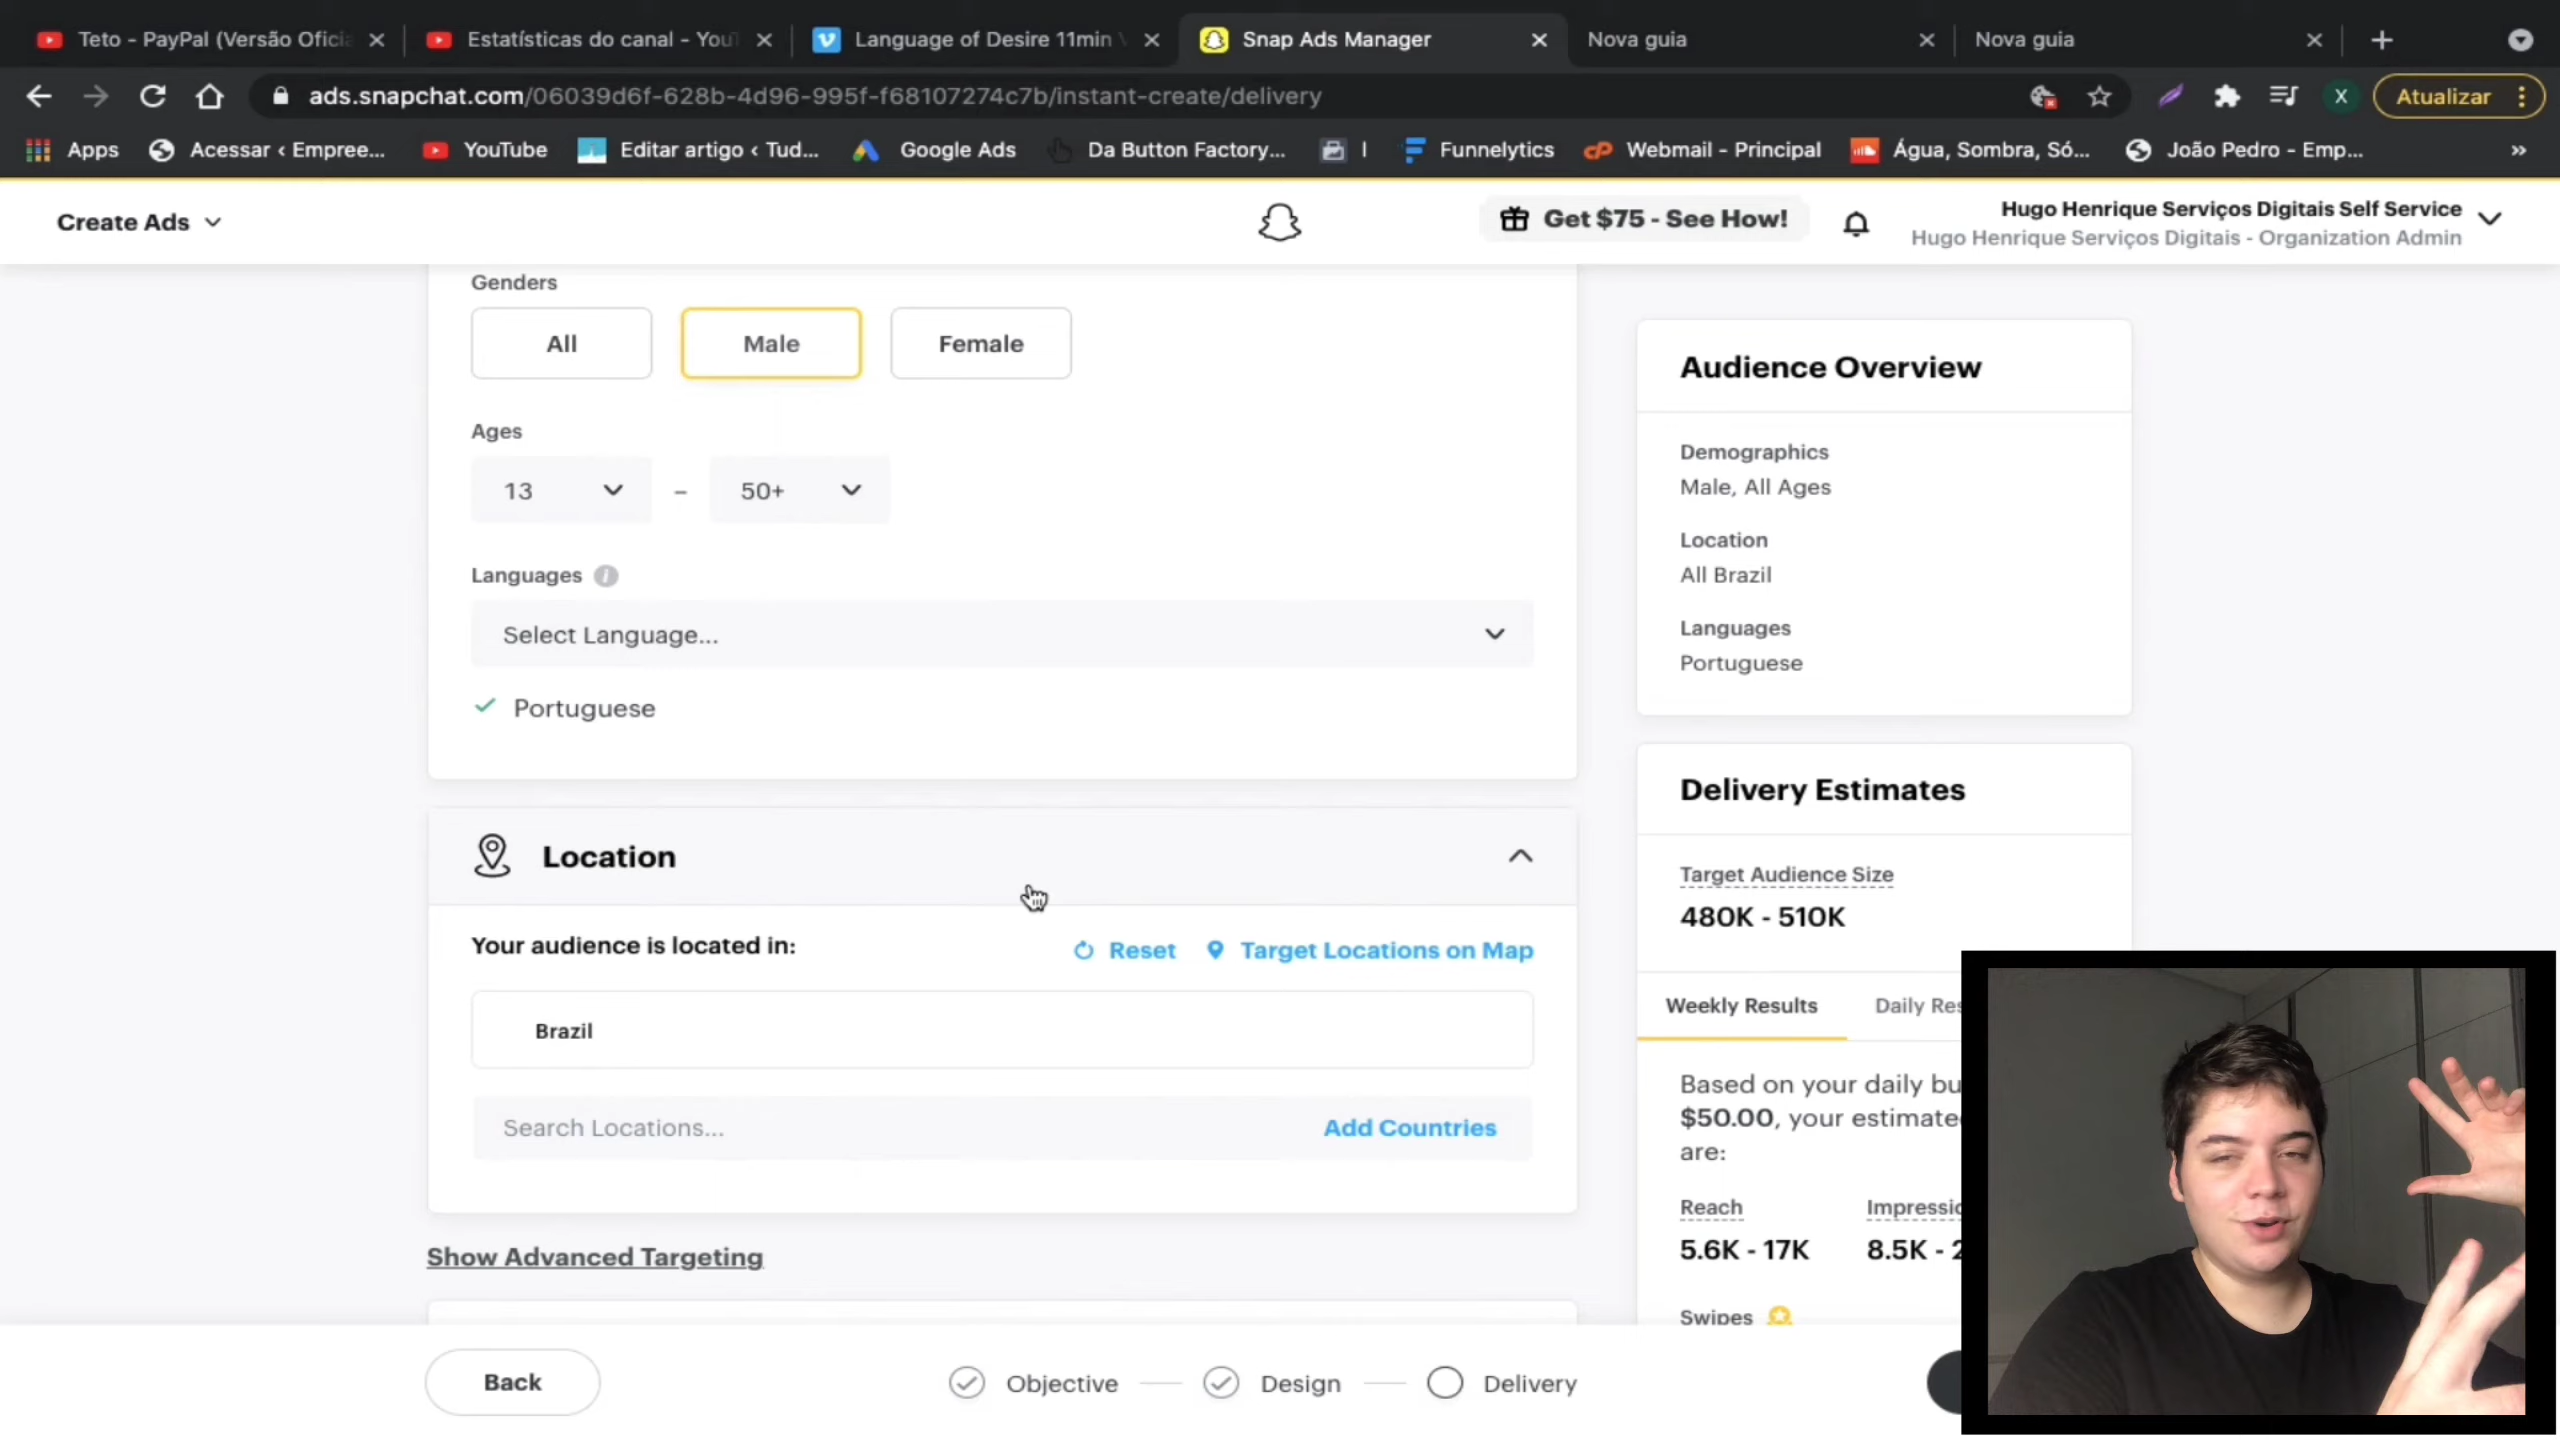 Teto - PayPal (Versão Oficia
Estatísticas do canal - YouT
Language of Desire 11min
Snap Ads Manager
Nova guia
Nova guia
ads.snapchat.com/06039d6f-628b-4d96-995f-f68107274c7b/instant-create/delivery
X
Atualizar
Apps
Acessar ‹ Empree...
YouTube
Editar artigo ‹ Tud...
Google Ads
Da Button Factory...
|
Funnelytics
Webmail - Principal
Água, Sombra, Só...
João Pedro - Emp...
»
Create Ads
Get $75 - See How!
Hugo Henrique Serviços Digitais Self Service
Hugo Henrique Serviços Digitais - Organization Admin
Genders
All
Male
Female
Ages
13
–
50+
Languages
Select Language...
Portuguese
Location
Your audience is located in:
Reset
Target Locations on Map
Brazil
Search Locations...
Add Countries
Show Advanced Targeting
Audience Overview
Demographics
Male, All Ages
Location
All Brazil
Languages
Portuguese
Delivery Estimates
Target Audience Size
480K - 510K
Weekly Results
Daily Res
Based on your daily bu
$50.00, your estimate
are:
Reach
Impressio
5.6K - 17K
8.5K - 2
Swipes
Back
Objective
Design
Delivery